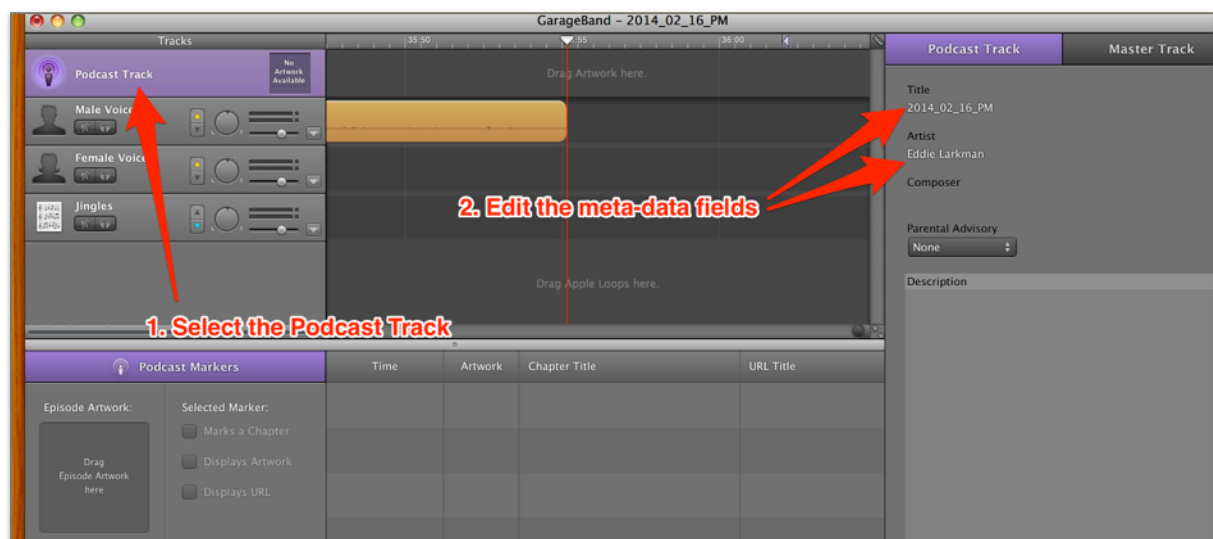 GarageBand – 2014_02_16_PM
Tracks
35:50
36:00
Podcast Track
Master Track
Podcast Track
No
Artwork
Available
Drag Artwork here.
Title
2014_02_16_PM
Male Voice
Artist
Eddie Larkman
Female Voice
Composer
2. Edit the meta-data fields
Jingles
Parental Advisory
None
Drag Apple Loops here.
Description
1. Select the Podcast Track
Podcast Markers
Time
Artwork
Chapter Title
URL Title
Episode Artwork:
Selected Marker:
Marks a Chapter
Drag
Episode Artwork
here
Displays Artwork
Displays URL